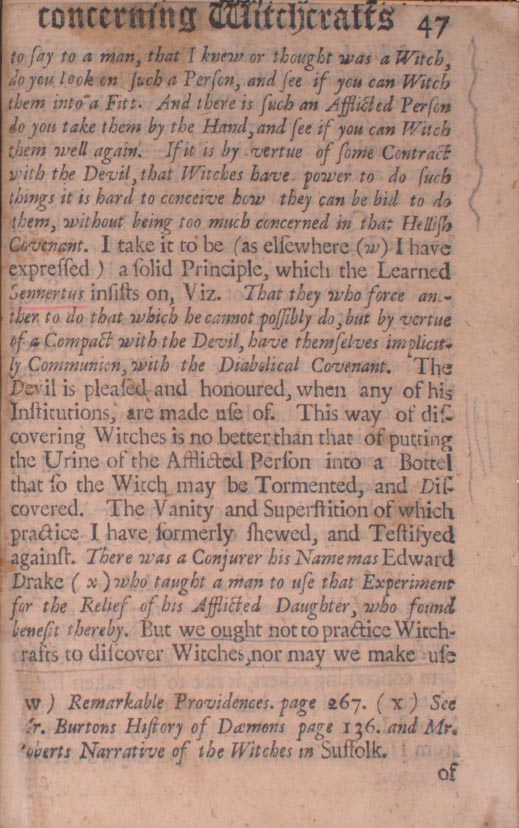 concerning Witchcrafts 47
to ſay to a man, that I knew or thought was a Witch,
do you look on ſuch a Perſon, and ſee if you can Witch
them into a Fitt. And there is ſuch an Afflicted Perſon
do you take them by the Hand, and ſee if you can Witch
them well again. If it is by vertue of ſome Contract
with the Devil, that Witches have power to do ſuch
things it is hard to conceive how they can be bid to do
them, without being too much concerned in that Helliſh
Covenant. I take it to be (as elſewhere (w) I have
expreſſed) a ſolid Principle, which the Learned
Sennertus inſiſts on, Viz. That they who force an-
ther to do that which he cannot poſſibly do, but by vertue
of a Compact with the Devil, have themſelves implicit-
ly Communion, with the Diabolical Covenant. The
Devil is pleaſed and honoured, when any of his
Inſtitutions, are made uſe of. This way of diſ-
covering Witches is no better than that of putting
the Urine of the Afflicted Perſon into a Bottel
that ſo the Witch may be Tormented, and Diſ-
covered. The Vanity and Superſtition of which
practice I have formerly ſhewed, and Teſtifyed
againſt. There was a Conjurer his Name mas Edward
Drake (x) who taught a man to uſe that Experiment
for the Relief of his Afflicted Daughter, who found
benefit thereby. But we ought not to practice Witch-
rafts to diſcover Witches, nor may we make uſe
w) Remarkable Providences. page 267. (x) See
r. Burtons Hiſtory of Dæmons page 136. and Mr.
oberts Narrative of the Witches in Suffolk.
of